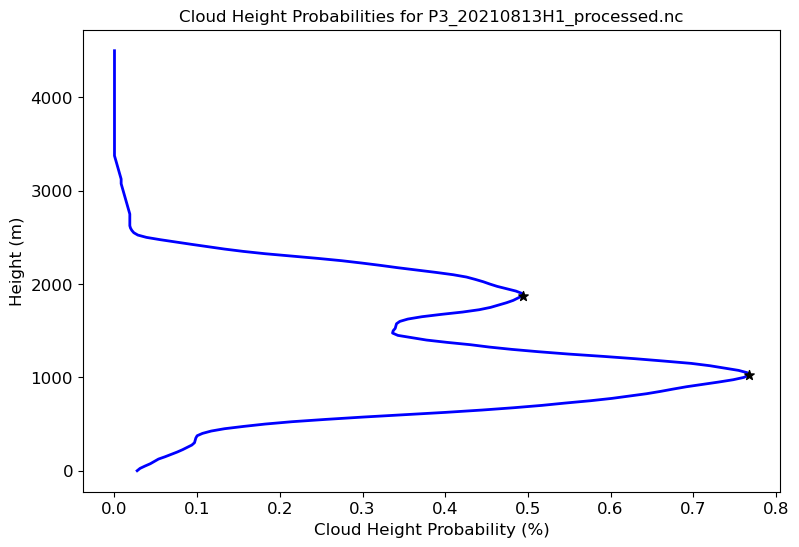 Cloud Height Probabilities for P3_20210813H1_processed.nc
Height (m)
4000
3000
2000
1000
0
0.0 0.1 0.2 0.3 0.4 0.5 0.6 0.7 0.8
Cloud Height Probability (%)